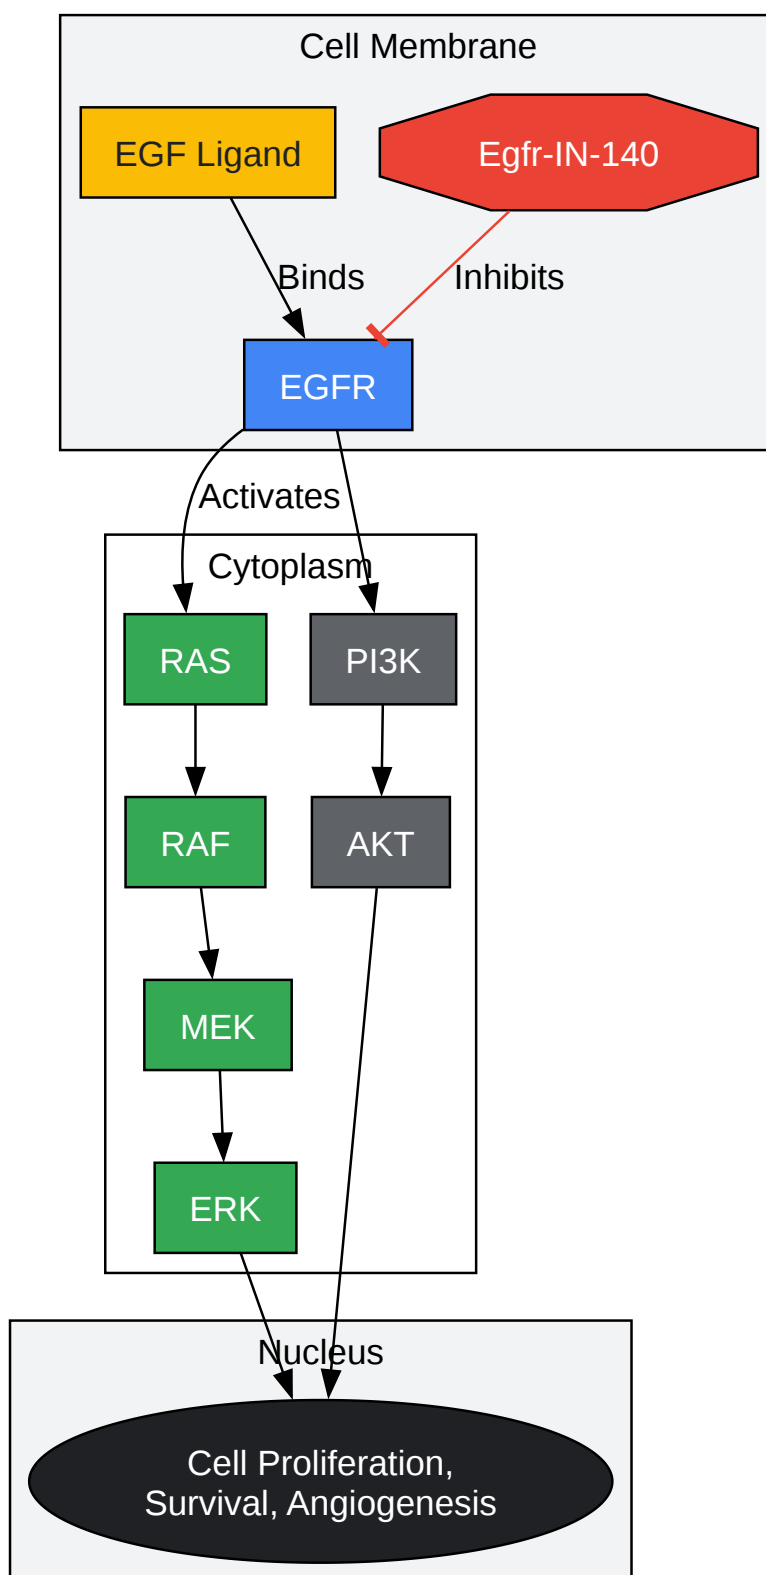 Cell Membrane
EGF Ligand
Egfr-IN-140
Binds
Inhibits
EGFR
Activates
Cytoplasm
RAS
PI3K
RAF
AKT
MEK
ERK
Nucleus
Cell Proliferation,
Survival, Angiogenesis